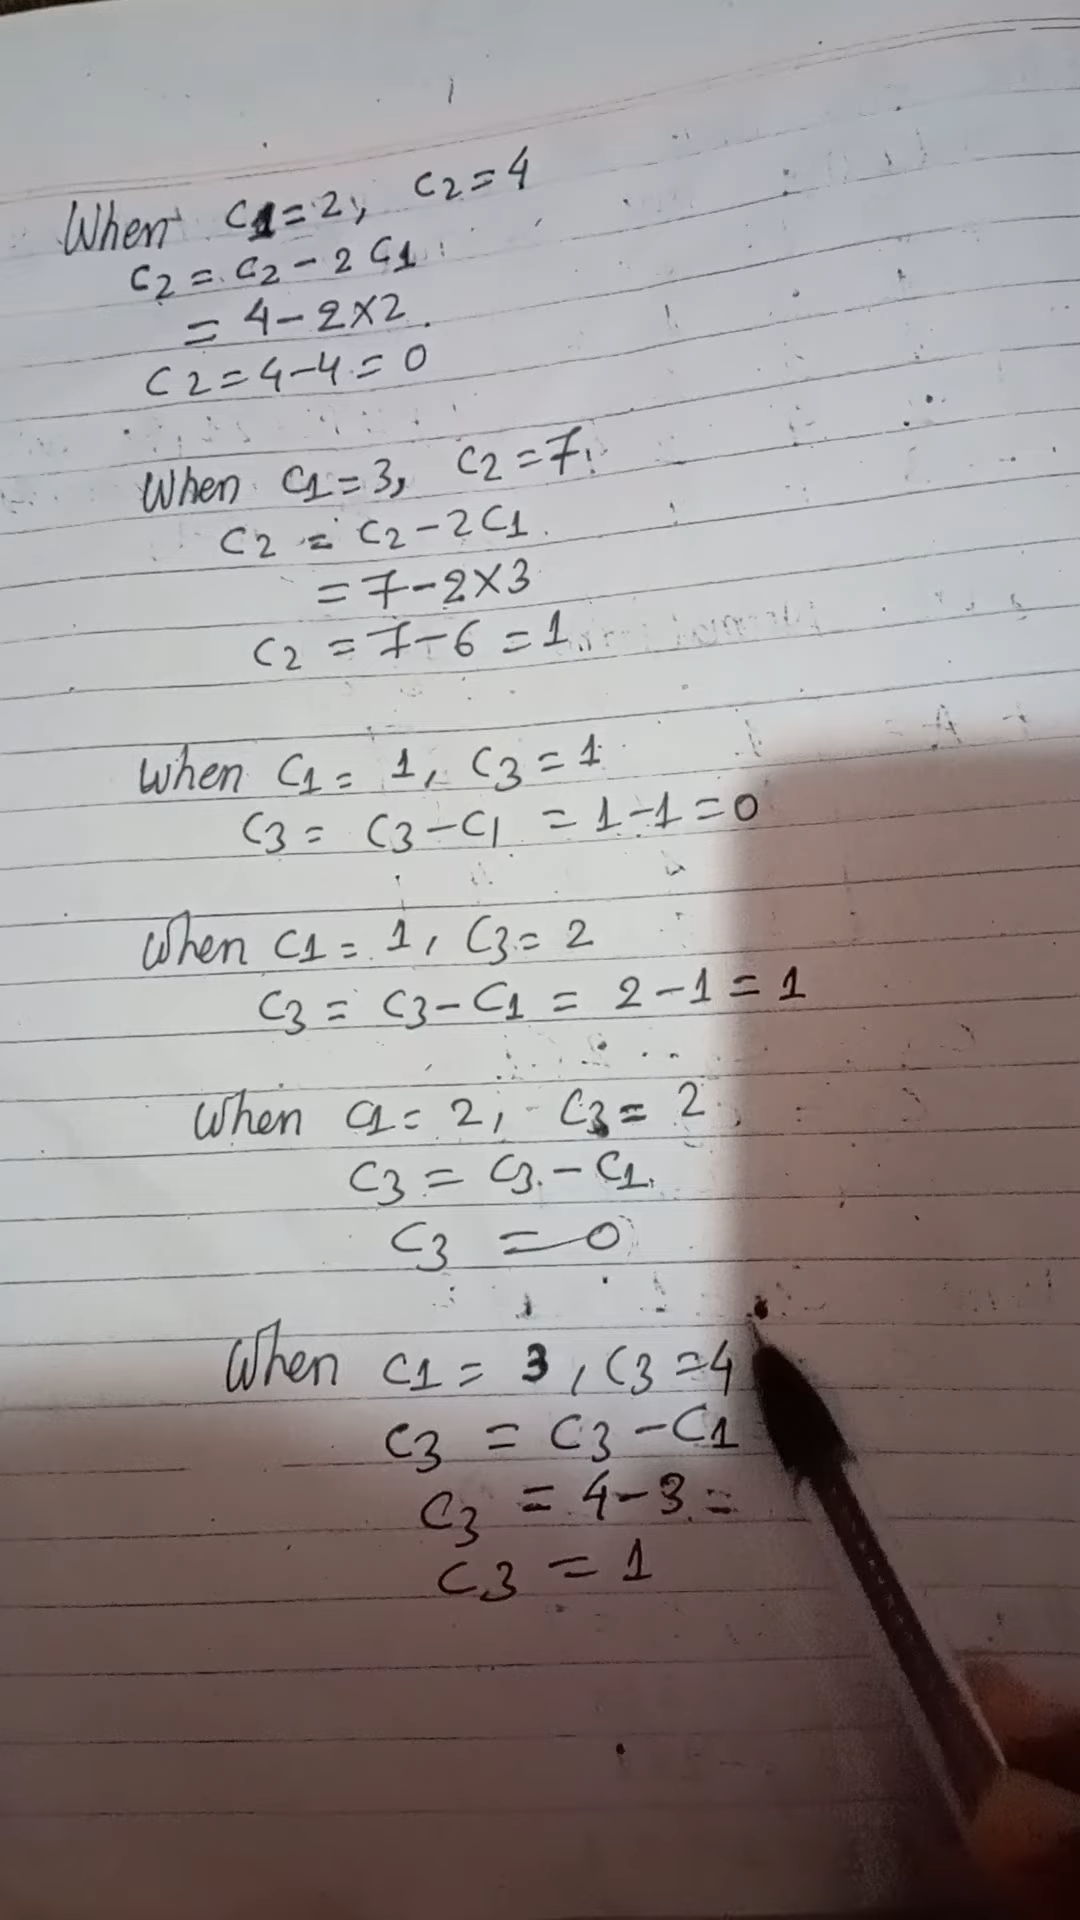 When C1=2, C2=4
C2=C2-2C1
=4-2×2
C2=4-4=0
When C1=3, C2=7
C2=C2-2C1
=7-2×3
C2=7-6=1
When C1=1, C3=1
C3=C3-C1=1-1=0
When C1=1, C3=2
C3=C3-C1=2-1=1
When C1=2, C3=2
C3=C3-C1
C3=0
When C1=3, C3=4
C3=C3-C1
C3=4-3=
C3=1